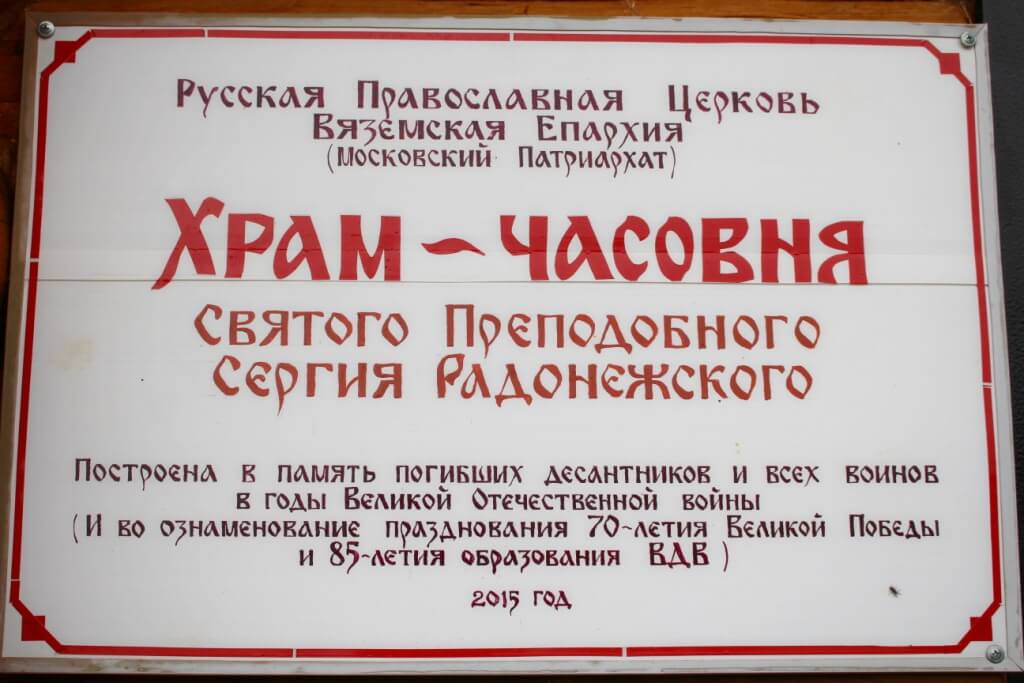 Русская Православная Церковь
Вяземская Епархия
(Московский Патриархат)
Храм - часовня
Святого Преподобного
Сергия Радонежского
Построена в память погибших десантников и всех воинов
в годы Великой Отечественной войны
(И во ознаменование празднования 70-летия Великой Победы
и 85-летия образования ВДВ)
2015 год